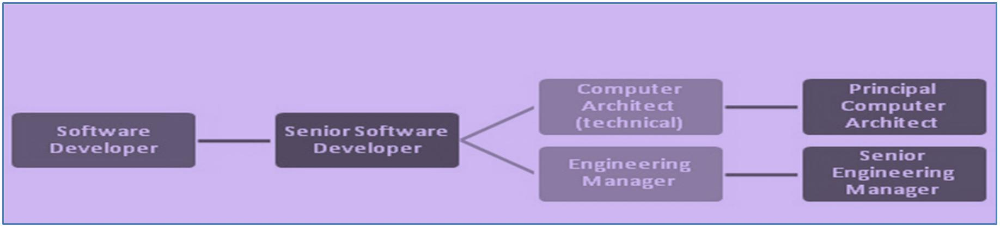 Software
Developer
Senior Software
Developer
Computer
Architect
(technical)
Engineering
Manager
Principal
Computer
Architect
Senior
Engineering
Manager